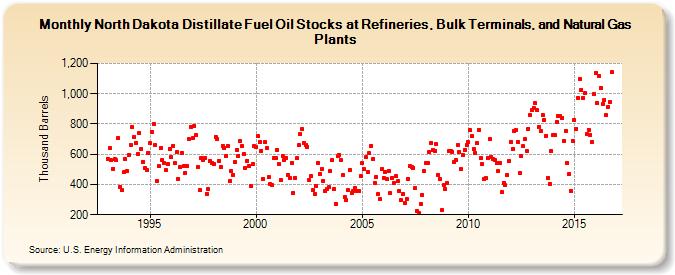 Monthly North Dakota Distillate Fuel Oil Stocks at Refineries, Bulk Terminals, and Natural Gas
Plants
Thousand Barrels
1,200
1,000
800
600
400
200
1995
2000
2005
2010
2015
Source: U.S. Energy Information Administration